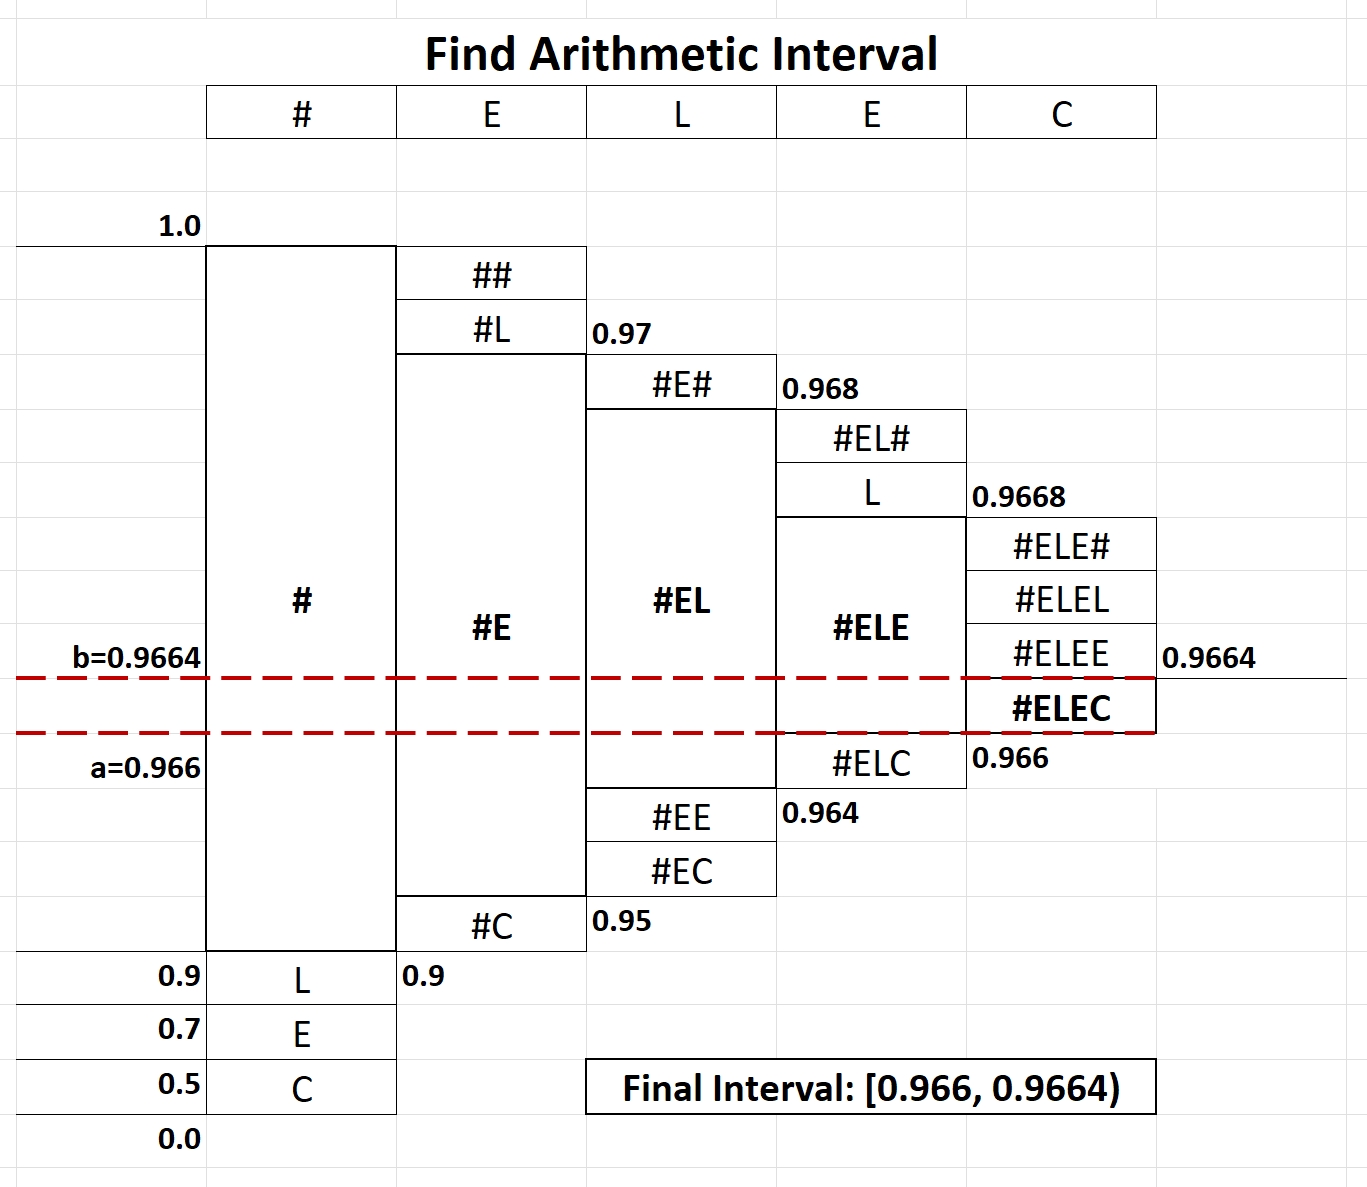 Find Arithmetic Interval
# E L E C
1.0
##
#L 0.97
#E# 0.968
#EL#
L 0.9668
#ELE#
# #EL #ELEL
#E #ELE
b=0.9664 #ELEE 0.9664
#ELEC
a=0.966 #ELC 0.966
#EE 0.964
#EC
#C 0.95
0.9 L 0.9
0.7 E
0.5 C Final Interval: [0.966, 0.9664)
0.0